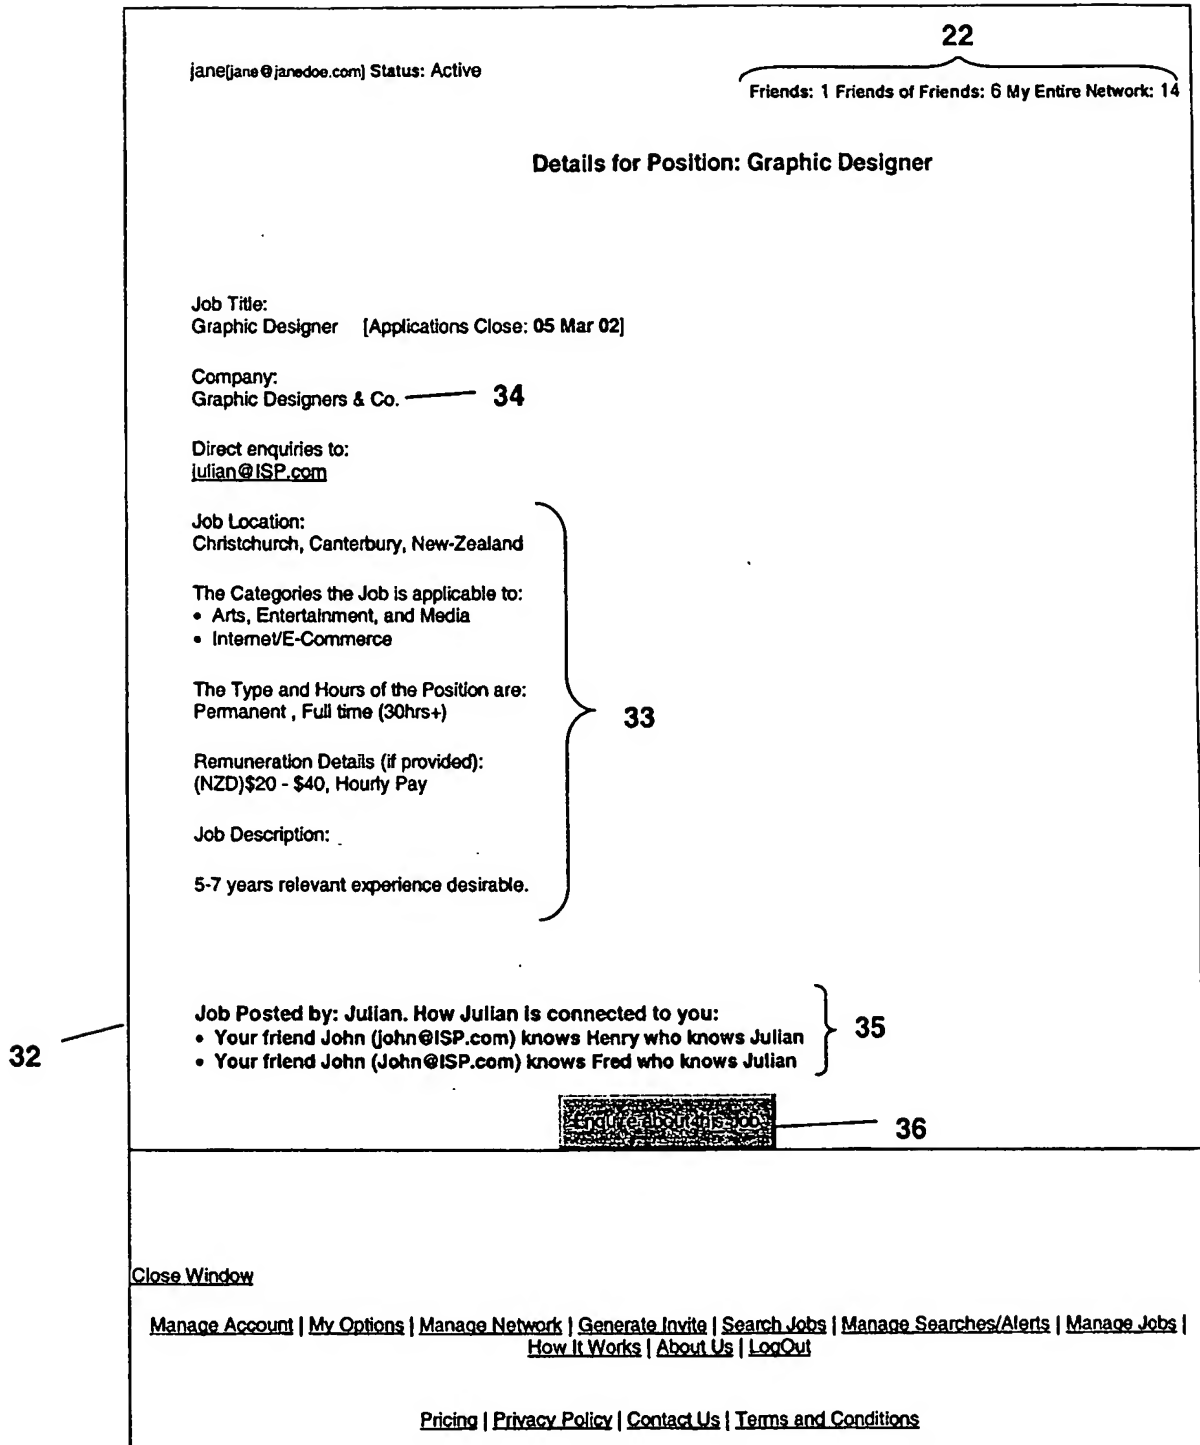 22
jane[jane@janedoe.com] Status: Active
Friends: 1 Friends of Friends: 6 My Entire Network: 14
Details for Position: Graphic Designer
Job Title:
Graphic Designer [Applications Close: 05 Mar 02]
Company:
Graphic Designers & Co. 34
Direct enquiries to:
julian@ISP.com
Job Location:
Christchurch, Canterbury, New-Zealand
The Categories the Job is applicable to:
• Arts, Entertainment, and Media
• Internet/E-Commerce
The Type and Hours of the Position are:
Permanent , Full time (30hrs+)
33
Remuneration Details (if provided):
(NZD)$20 - $40, Hourly Pay
Job Description:
5-7 years relevant experience desirable.
Job Posted by: Julian. How Julian is connected to you:
• Your friend John (john@ISP.com) knows Henry who knows Julian
35
• Your friend John (John@ISP.com) knows Fred who knows Julian
32
Enquire about this Job
36
Close Window
Manage Account | My Options | Manage Network | Generate Invite | Search Jobs | Manage Searches/Alerts | Manage Jobs |
How It Works | About Us | LogOut
Pricing | Privacy Policy | Contact Us | Terms and Conditions